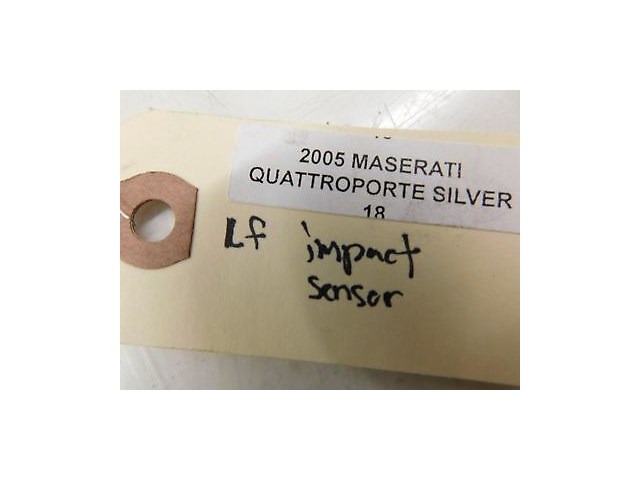 2005 MASERATI
QUATTROPORTE SILVER
18
Lf impact
sensor